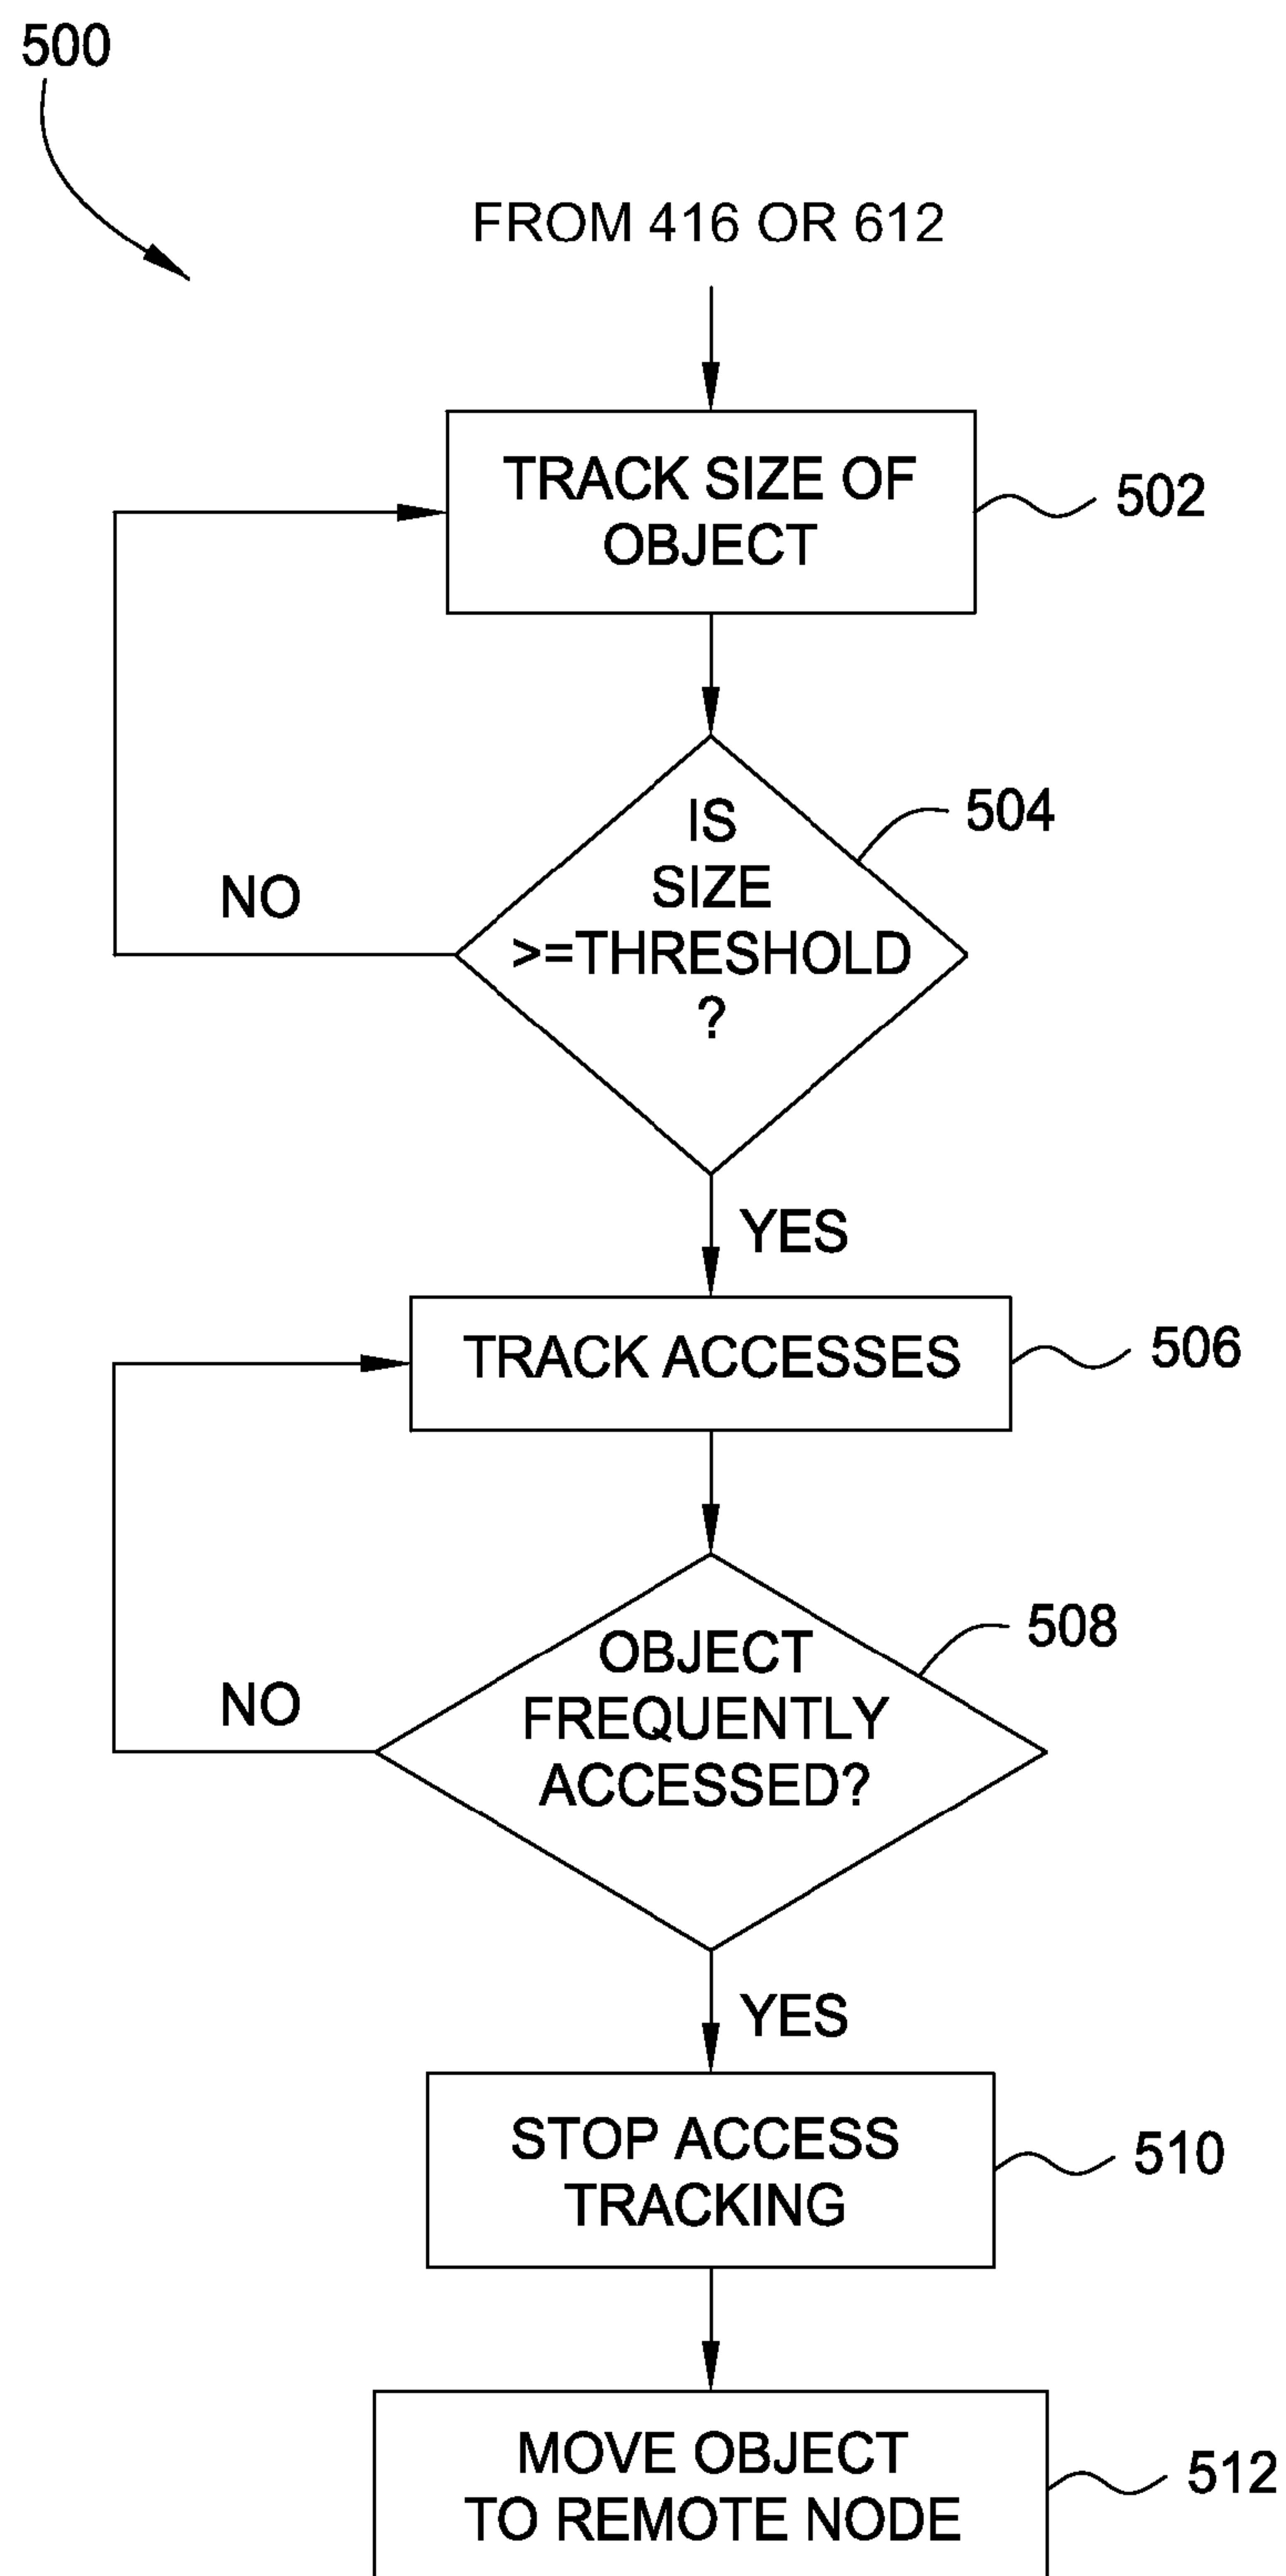 500
FROM 416 OR 612
TRACK SIZE OF
OBJECT
502
IS
SIZE
>=THRESHOLD
?
504
NO
YES
TRACK ACCESSES
506
OBJECT
FREQUENTLY
ACCESSED?
508
NO
YES
STOP ACCESS
TRACKING
510
MOVE OBJECT
TO REMOTE NODE
512